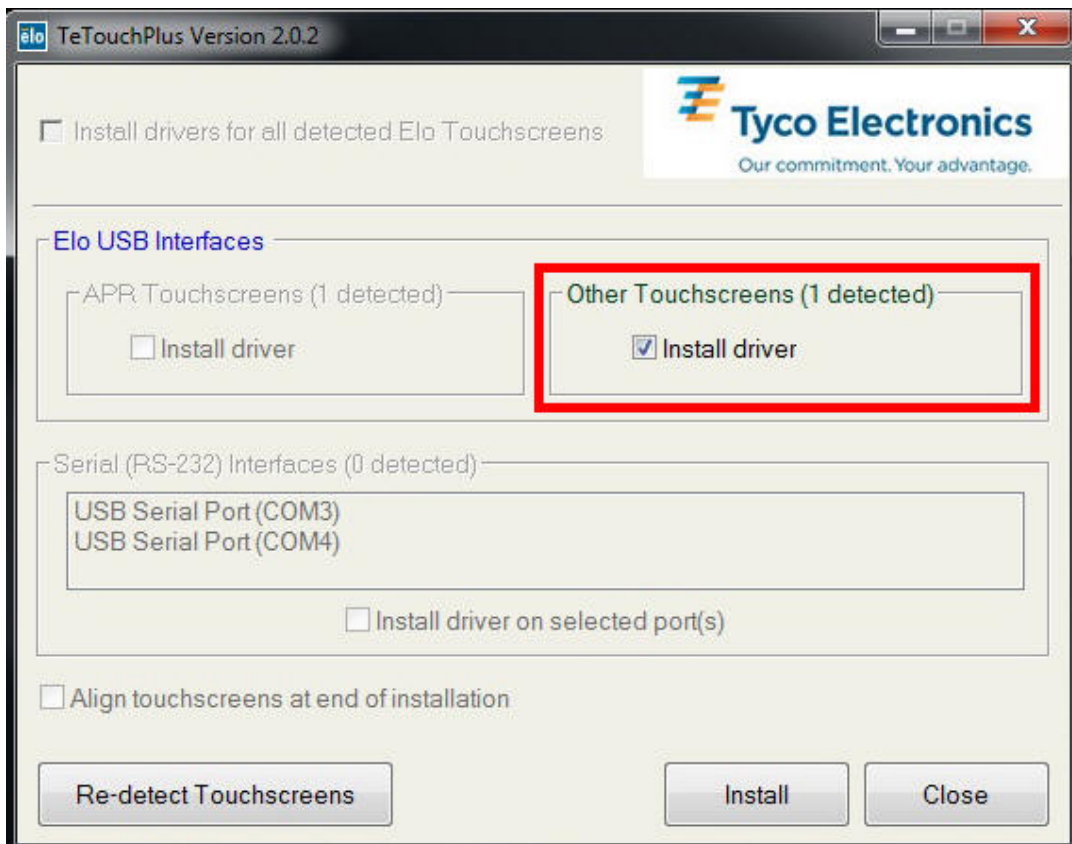 elo TeTouchPlus Version 2.0.2
Install drivers for all detected Elo Touchscreens
Tyco Electronics
Our commitment. Your advantage.
Elo USB Interfaces
APR Touchscreens (1 detected)
Install driver
Other Touchscreens (1 detected)
Install driver
Serial (RS-232) Interfaces (0 detected)
USB Serial Port (COM3)
USB Serial Port (COM4)
Install driver on selected port(s)
Align touchscreens at end of installation
Re-detect Touchscreens
Install
Close